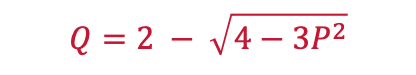 Q = 2 − √(4 − 3P²)